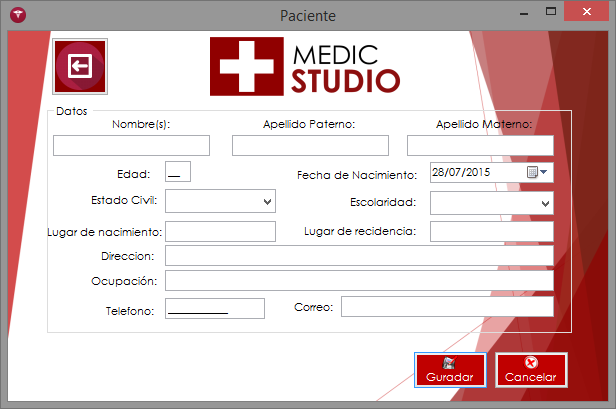 Paciente
MEDIC
STUDIO
Datos
Nombre(s): Apellido Paterno: Apellido Materno:
Edad: Fecha de Nacimiento: 28/07/2015
Estado Civil: Escolaridad:
Lugar de nacimiento: Lugar de recidencia:
Direccion:
Ocupación:
Telefono: Correo:
Guradar Cancelar